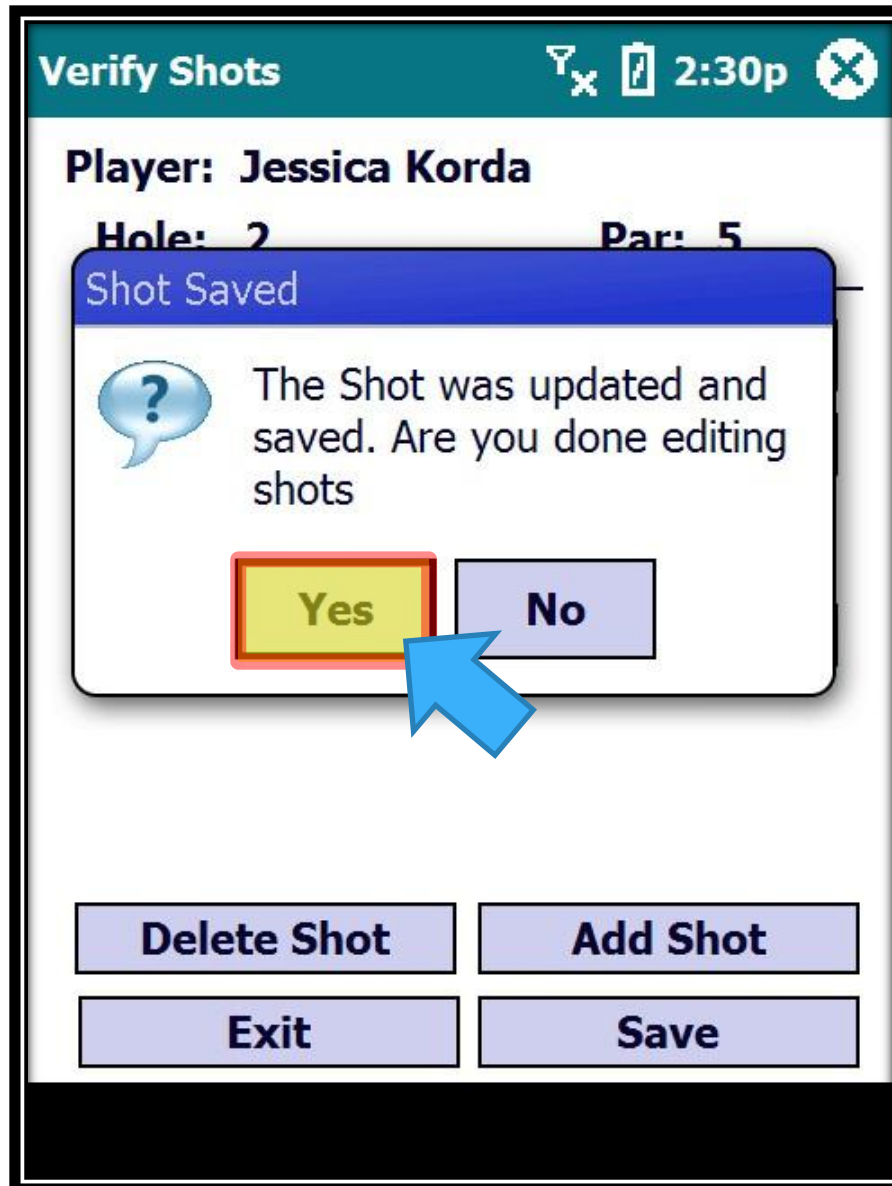 Verify Shots 2:30p
Player: Jessica Korda
Hole: 2 Par: 5
Shot Saved
The Shot was updated and
saved. Are you done editing
shots
Yes No
Delete Shot Add Shot
Exit Save